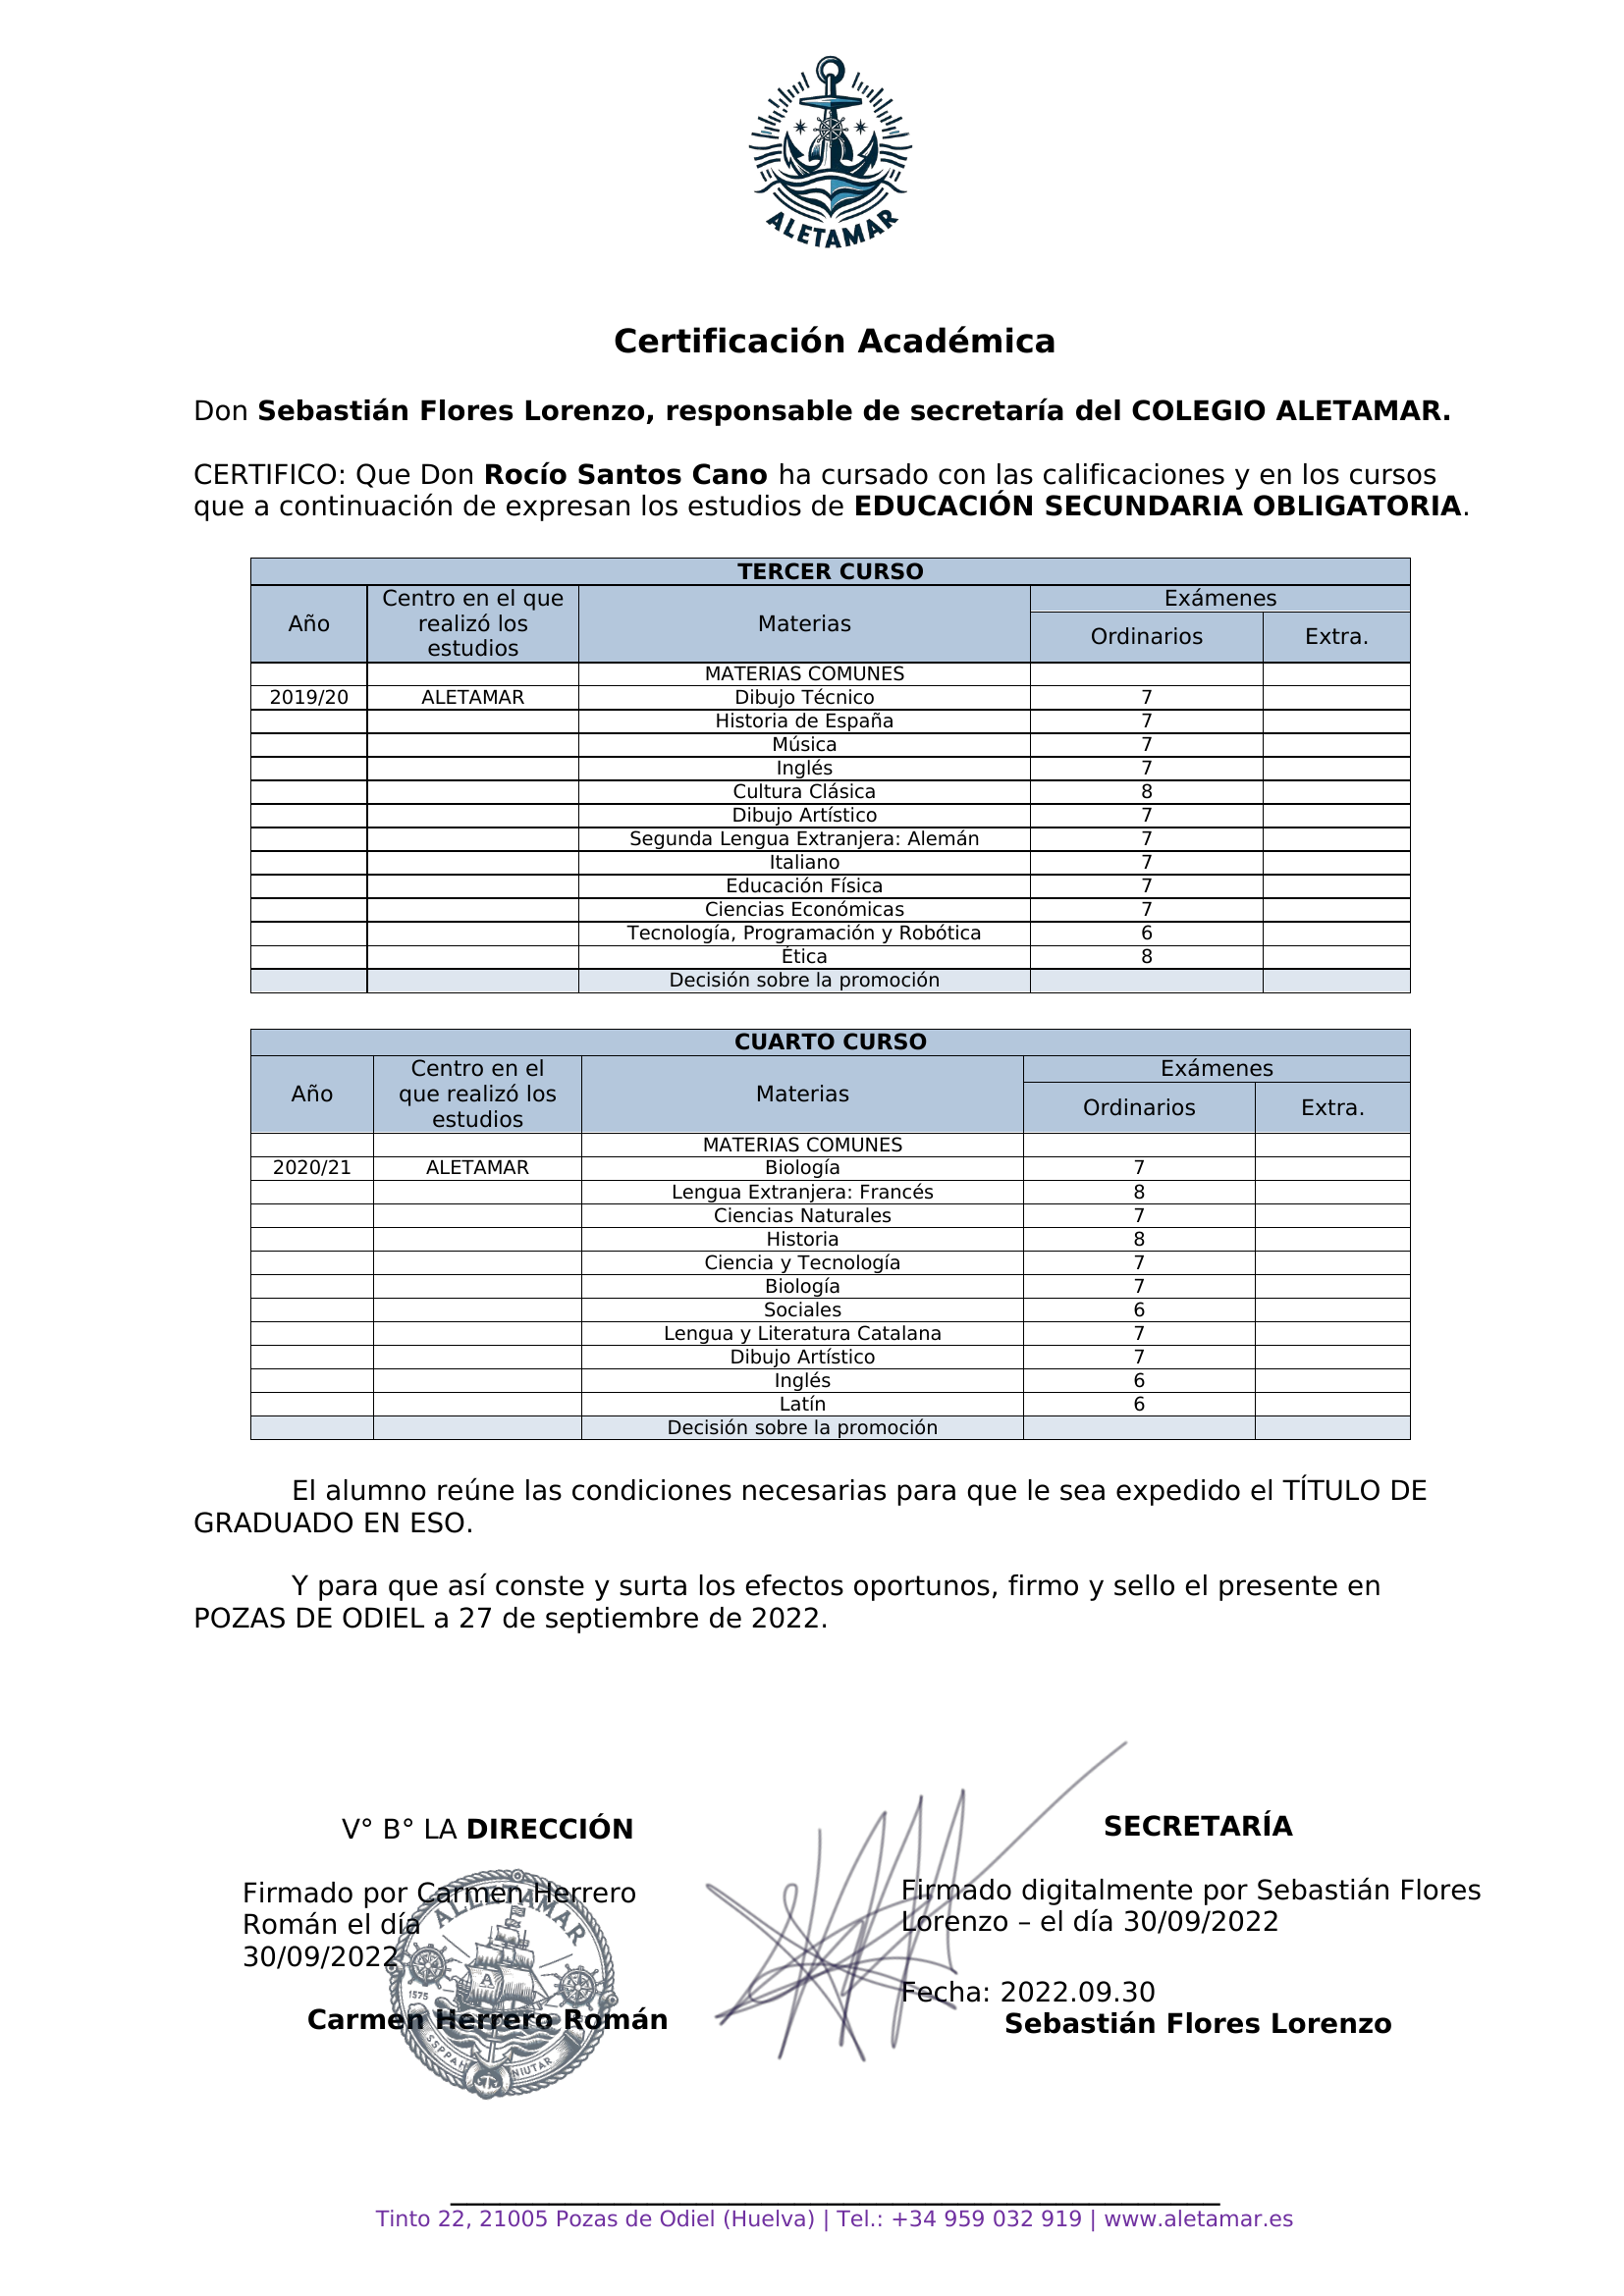 ALETAMAR
Certificación Académica
Don Sebastián Flores Lorenzo, responsable de secretaría del COLEGIO ALETAMAR.
CERTIFICO: Que Don Rocío Santos Cano ha cursado con las calificaciones y en los cursos
que a continuación de expresan los estudios de EDUCACIÓN SECUNDARIA OBLIGATORIA.
TERCER CURSO
Año Centro en el que realizó los estudios Materias Exámenes
Ordinarios Extra.
MATERIAS COMUNES
2019/20 ALETAMAR Dibujo Técnico 7
Historia de España 7
Música 7
Inglés 7
Cultura Clásica 8
Dibujo Artístico 7
Segunda Lengua Extranjera: Alemán 7
Italiano 7
Educación Física 7
Ciencias Económicas 7
Tecnología, Programación y Robótica 6
Ética 8
Decisión sobre la promoción
CUARTO CURSO
Año Centro en el que realizó los estudios Materias Exámenes
Ordinarios Extra.
MATERIAS COMUNES
2020/21 ALETAMAR Biología 7
Lengua Extranjera: Francés 8
Ciencias Naturales 7
Historia 8
Ciencia y Tecnología 7
Biología 7
Sociales 6
Lengua y Literatura Catalana 7
Dibujo Artístico 7
Inglés 6
Latín 6
Decisión sobre la promoción
El alumno reúne las condiciones necesarias para que le sea expedido el TÍTULO DE
GRADUADO EN ESO.
Y para que así conste y surta los efectos oportunos, firmo y sello el presente en
POZAS DE ODIEL a 27 de septiembre de 2022.
V° B° LA DIRECCIÓN
Firmado por Carmen Herrero
Román el día
30/09/2022
Carmen Herrero Román
ALLETAMAR
A
1575
SSPPAH NIUTAR
SECRETARÍA
Firmado digitalmente por Sebastián Flores
Lorenzo – el día 30/09/2022
Fecha: 2022.09.30
Sebastián Flores Lorenzo
Tinto 22, 21005 Pozas de Odiel (Huelva) | Tel.: +34 959 032 919 | www.aletamar.es